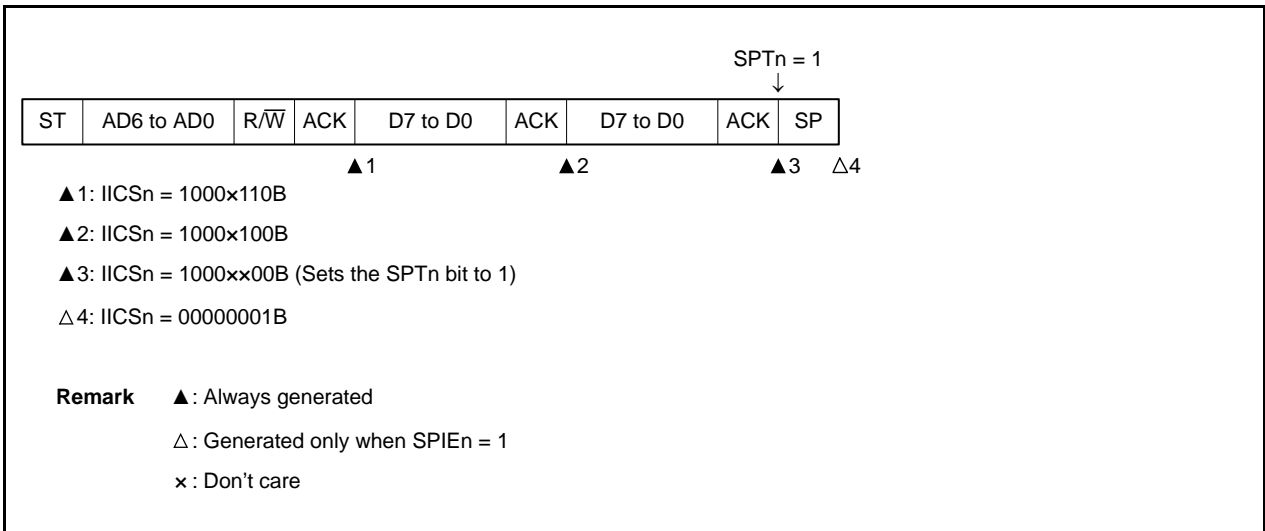 SPTn = 1
↓
ST AD6 to AD0 R/W̅ ACK D7 to D0 ACK D7 to D0 ACK SP
▲1 ▲2 ▲3 △4
▲1: IICSn = 1000×110B
▲2: IICSn = 1000×100B
▲3: IICSn = 1000××00B (Sets the SPTn bit to 1)
△4: IICSn = 00000001B
Remark ▲: Always generated
△: Generated only when SPIEn = 1
×: Don't care